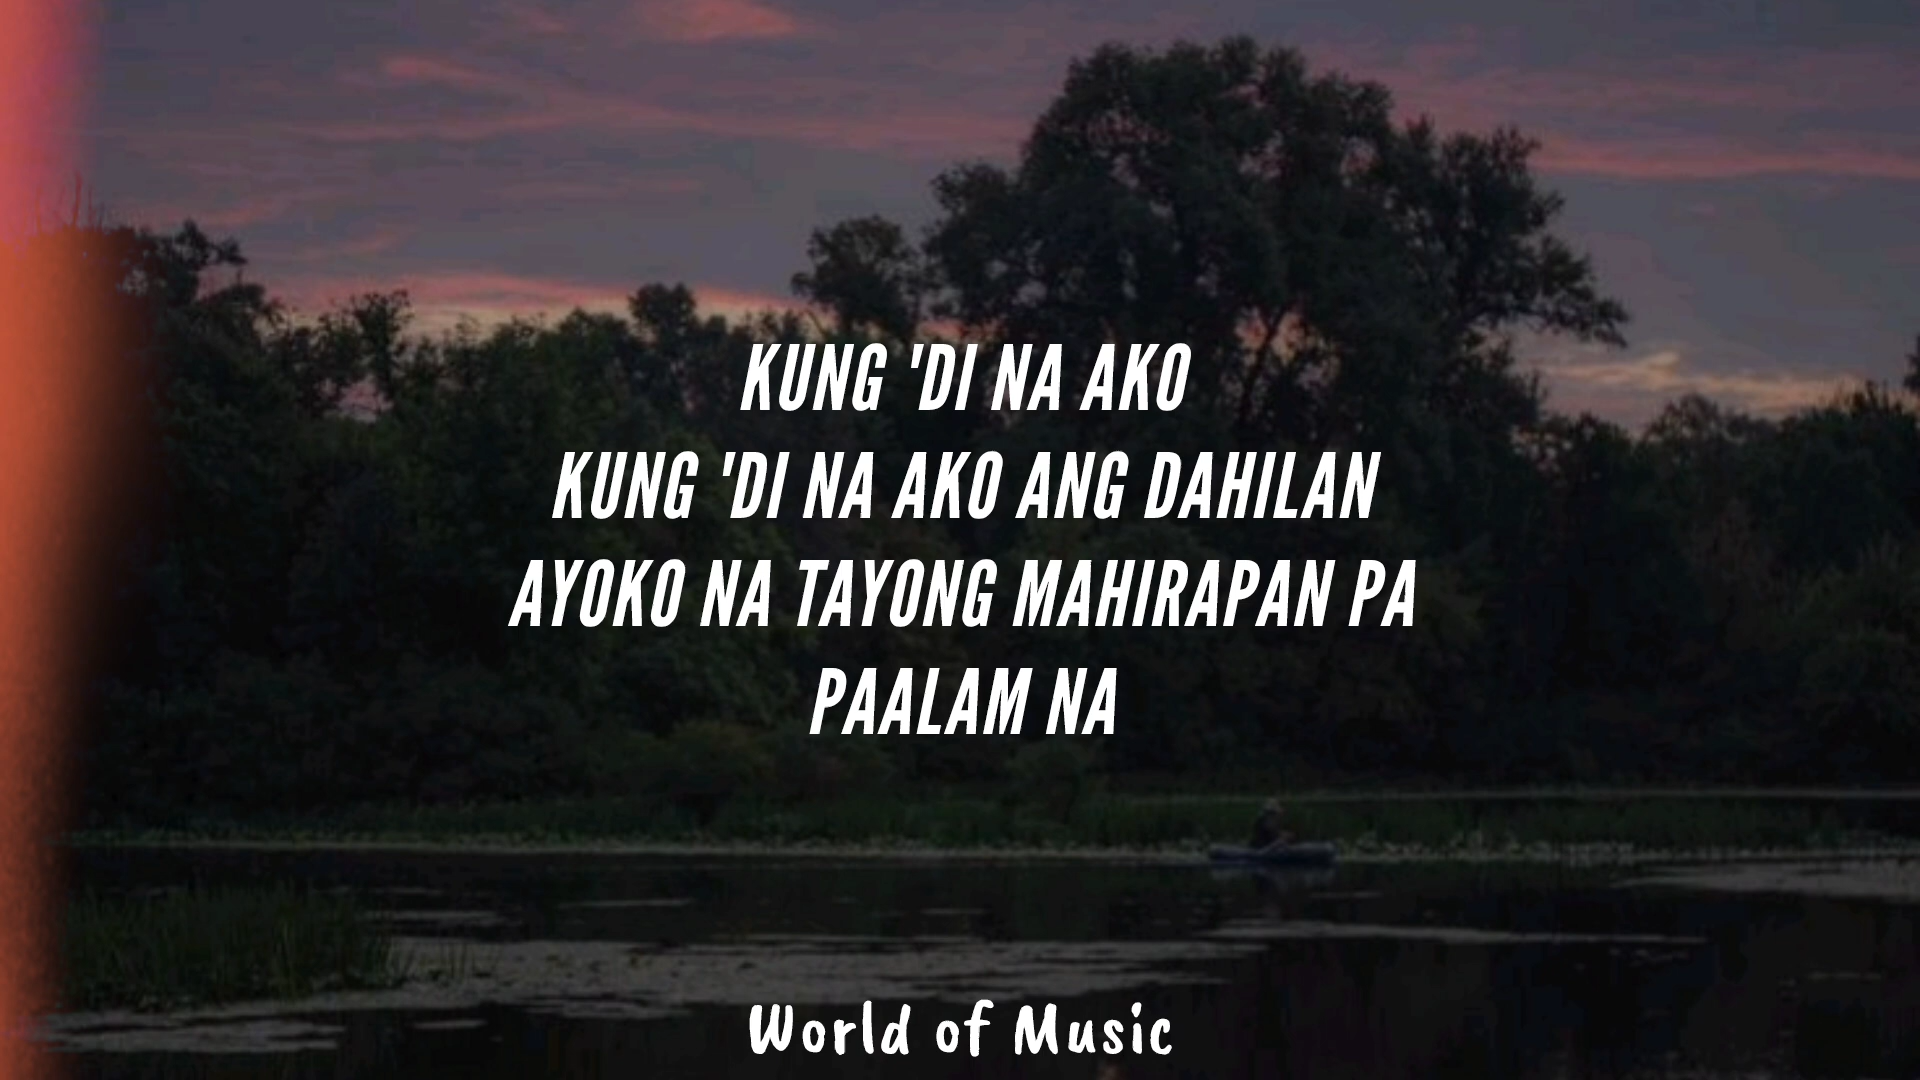 KUNG 'DI NA AKO
KUNG 'DI NA AKO ANG DAHILAN
AYOKO NA TAYONG MAHIRAPAN PA
PAALAM NA
World of Music